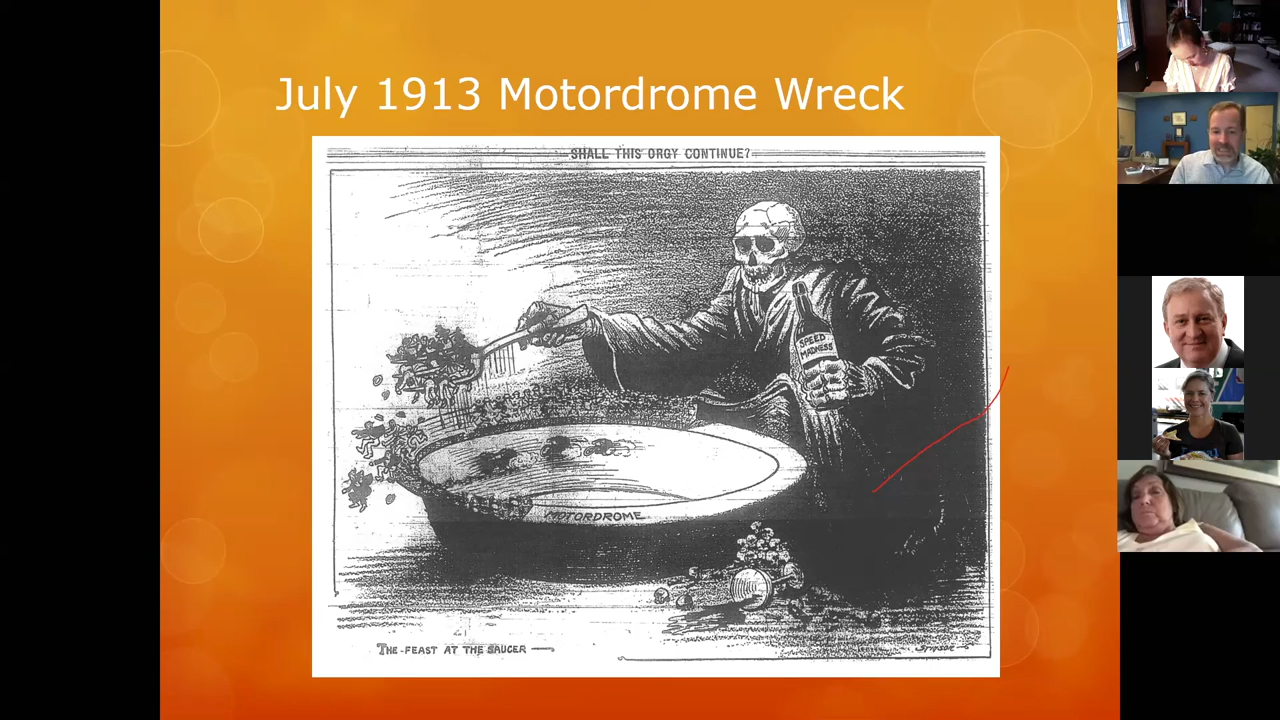 July 1913 Motordrome Wreck
SHALL THIS ORGY CONTINUE?
SPEED
MADNESS
MOTORDROME
THE FEAST AT THE SAUCER